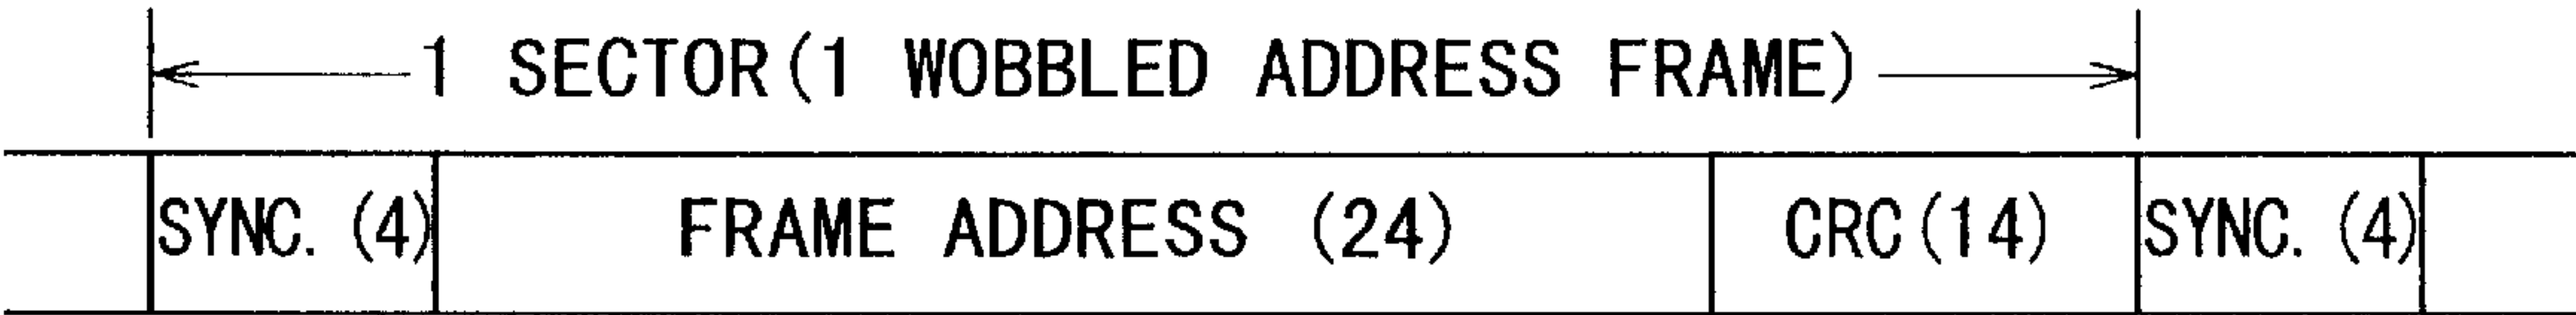 1 SECTOR(1 WOBBLED ADDRESS FRAME)
SYNC. (4) FRAME ADDRESS (24) CRC(14) SYNC. (4)